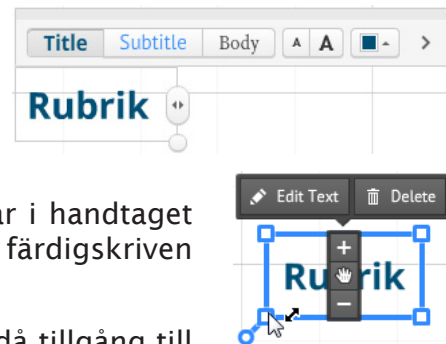 Title Subtitle Body A A
Rubrik
ar i handtaget
färdigskriven
Edit Text Delete
Rubrik
då tillgång till